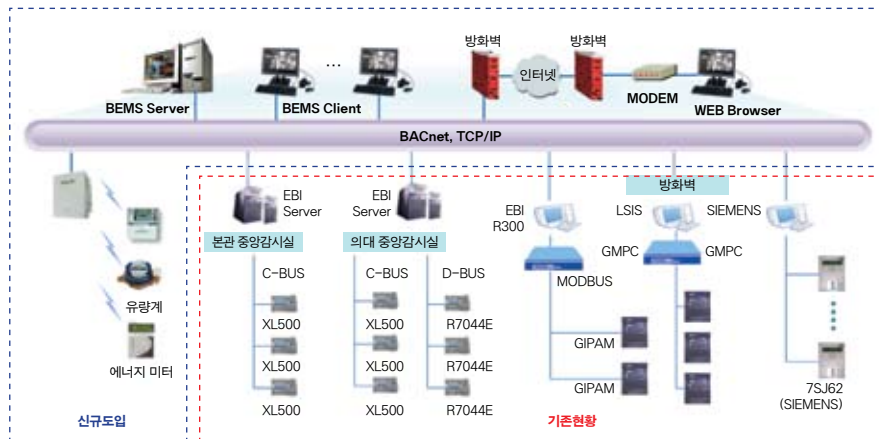 방화벽
방화벽
...
인터넷
BEMS Server
BEMS Client
MODEM
WEB Browser
BACnet, TCP/IP
방화벽
EBI
Server
EBI
Server
EBI
R300
LSIS
SIEMENS
본관 중앙감시실
의대 중앙감시실
GMPC
GMPC
C-BUS
C-BUS
D-BUS
MODBUS
유량계
XL500
XL500
R7044E
GIPAM
XL500
XL500
R7044E
에너지 미터
GIPAM
7SJ62
(SIEMENS)
XL500
XL500
R7044E
신규도입
기존현황